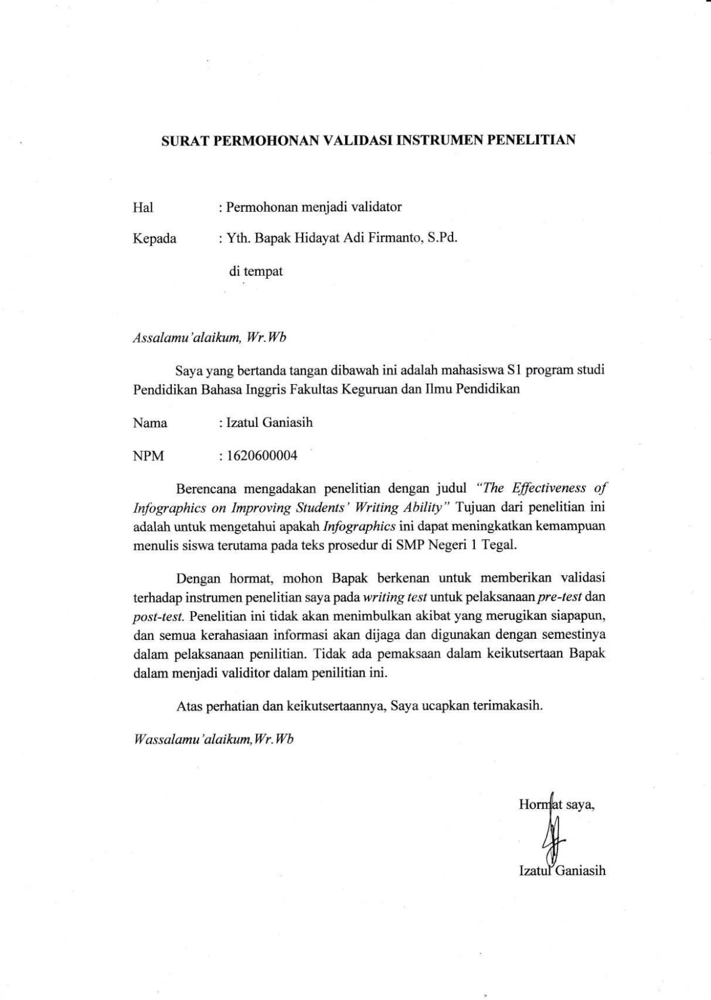 SURAT PERMOHONAN VALIDASI INSTRUMEN PENELITIAN
Hal : Permohonan menjadi validator
Kepada : Yth. Bapak Hidayat Adi Firmanto, S.Pd.
di tempat
Assalamu'alaikum, Wr.Wb
Saya yang bertanda tangan dibawah ini adalah mahasiswa S1 program studi
Pendidikan Bahasa Inggris Fakultas Keguruan dan Ilmu Pendidikan
Nama : Izatul Ganiasih
NPM : 1620600004
Berencana mengadakan penelitian dengan judul “The Effectiveness of
Infographics on Improving Students’ Writing Ability” Tujuan dari penelitian ini
adalah untuk mengetahui apakah Infographics ini dapat meningkatkan kemampuan
menulis siswa terutama pada teks prosedur di SMP Negeri 1 Tegal.
Dengan hormat, mohon Bapak berkenan untuk memberikan validasi
terhadap instrumen penelitian saya pada writing test untuk pelaksanaan pre-test dan
post-test. Penelitian ini tidak akan menimbulkan akibat yang merugikan siapapun,
dan semua kerahasiaan informasi akan dijaga dan digunakan dengan semestinya
dalam pelaksanaan penilitian. Tidak ada pemaksaan dalam keikutsertaan Bapak
dalam menjadi validitor dalam penilitian ini.
Atas perhatian dan keikutsertaannya, Saya ucapkan terimakasih.
Wassalamu'alaikum, Wr.Wb
Hormat saya,
Izatul Ganiasih